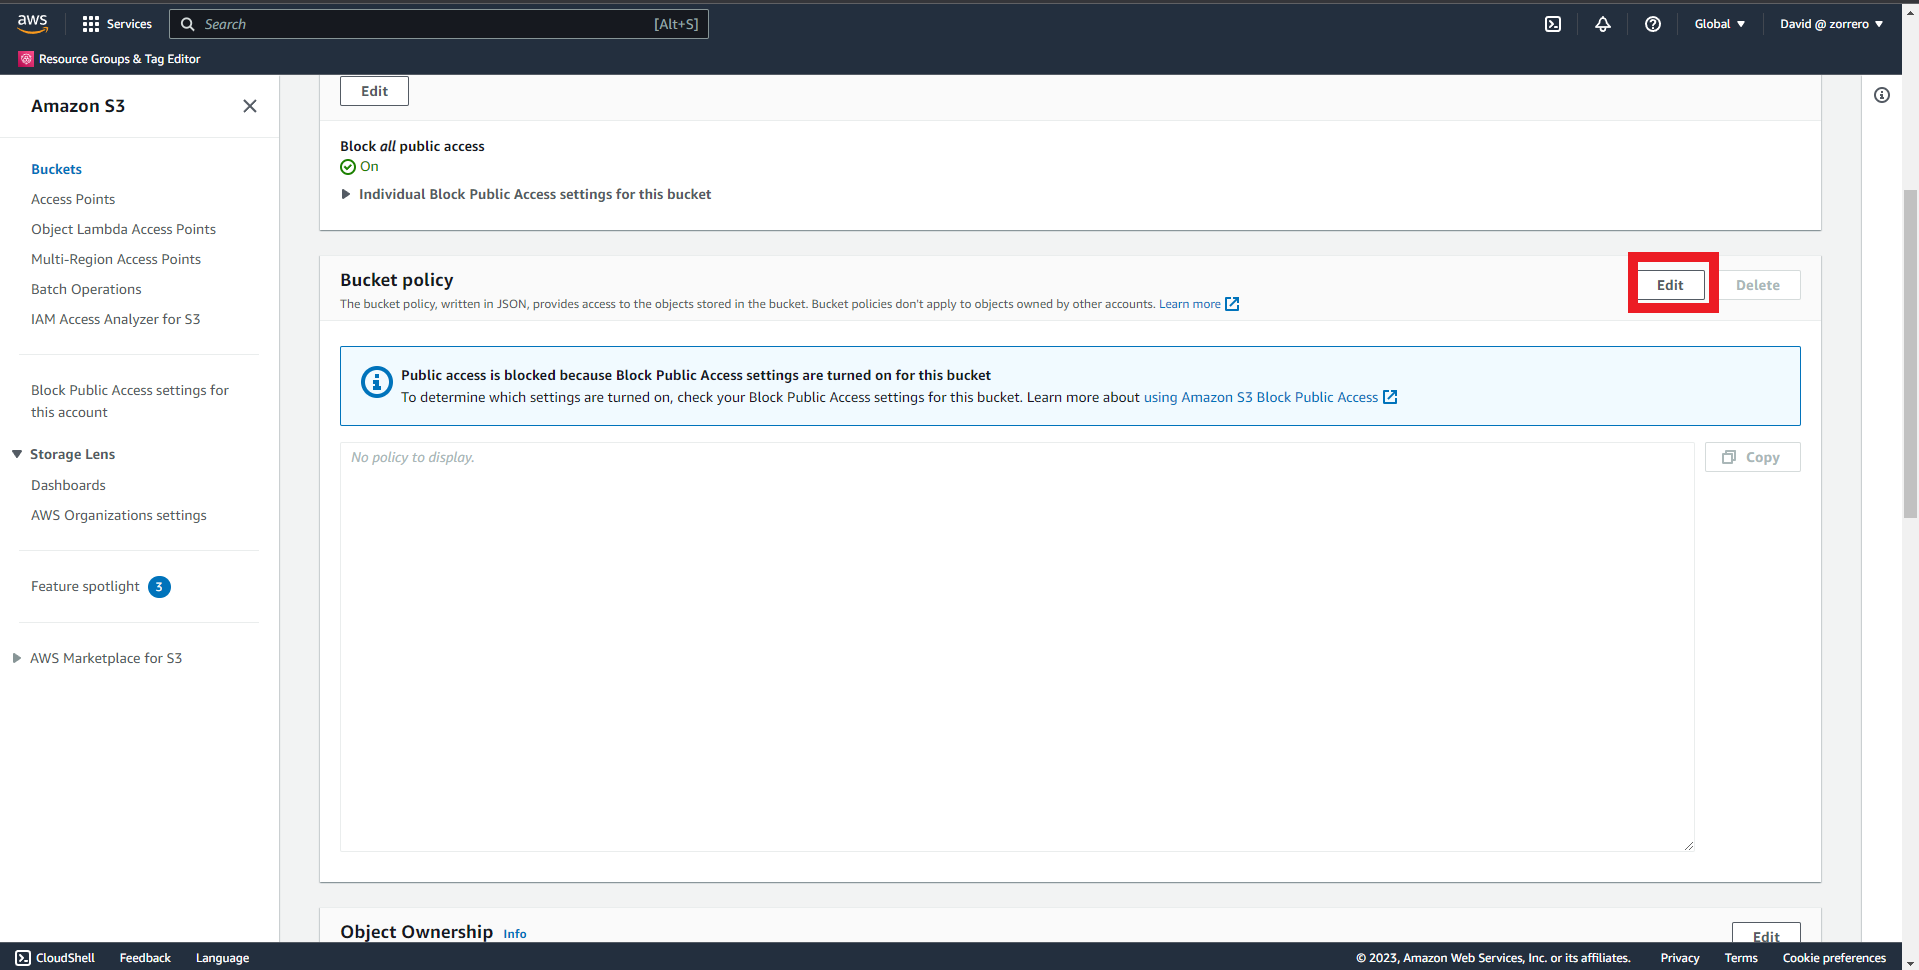 aws
Services
Search
[Alt+S]
Global
David @ zorrero
Resource Groups & Tag Editor
Amazon S3
Buckets
Access Points
Object Lambda Access Points
Multi-Region Access Points
Batch Operations
IAM Access Analyzer for S3
Block Public Access settings for
this account
Storage Lens
Dashboards
AWS Organizations settings
Feature spotlight 3
AWS Marketplace for S3
Edit
Block all public access
On
Individual Block Public Access settings for this bucket
Bucket policy
Edit
Delete
The bucket policy, written in JSON, provides access to the objects stored in the bucket. Bucket policies don't apply to objects owned by other accounts. Learn more
Public access is blocked because Block Public Access settings are turned on for this bucket
To determine which settings are turned on, check your Block Public Access settings for this bucket. Learn more about using Amazon S3 Block Public Access
No policy to display.
Copy
Object Ownership Info
Edit
CloudShell
Feedback
Language
© 2023, Amazon Web Services, Inc. or its affiliates.
Privacy
Terms
Cookie preferences